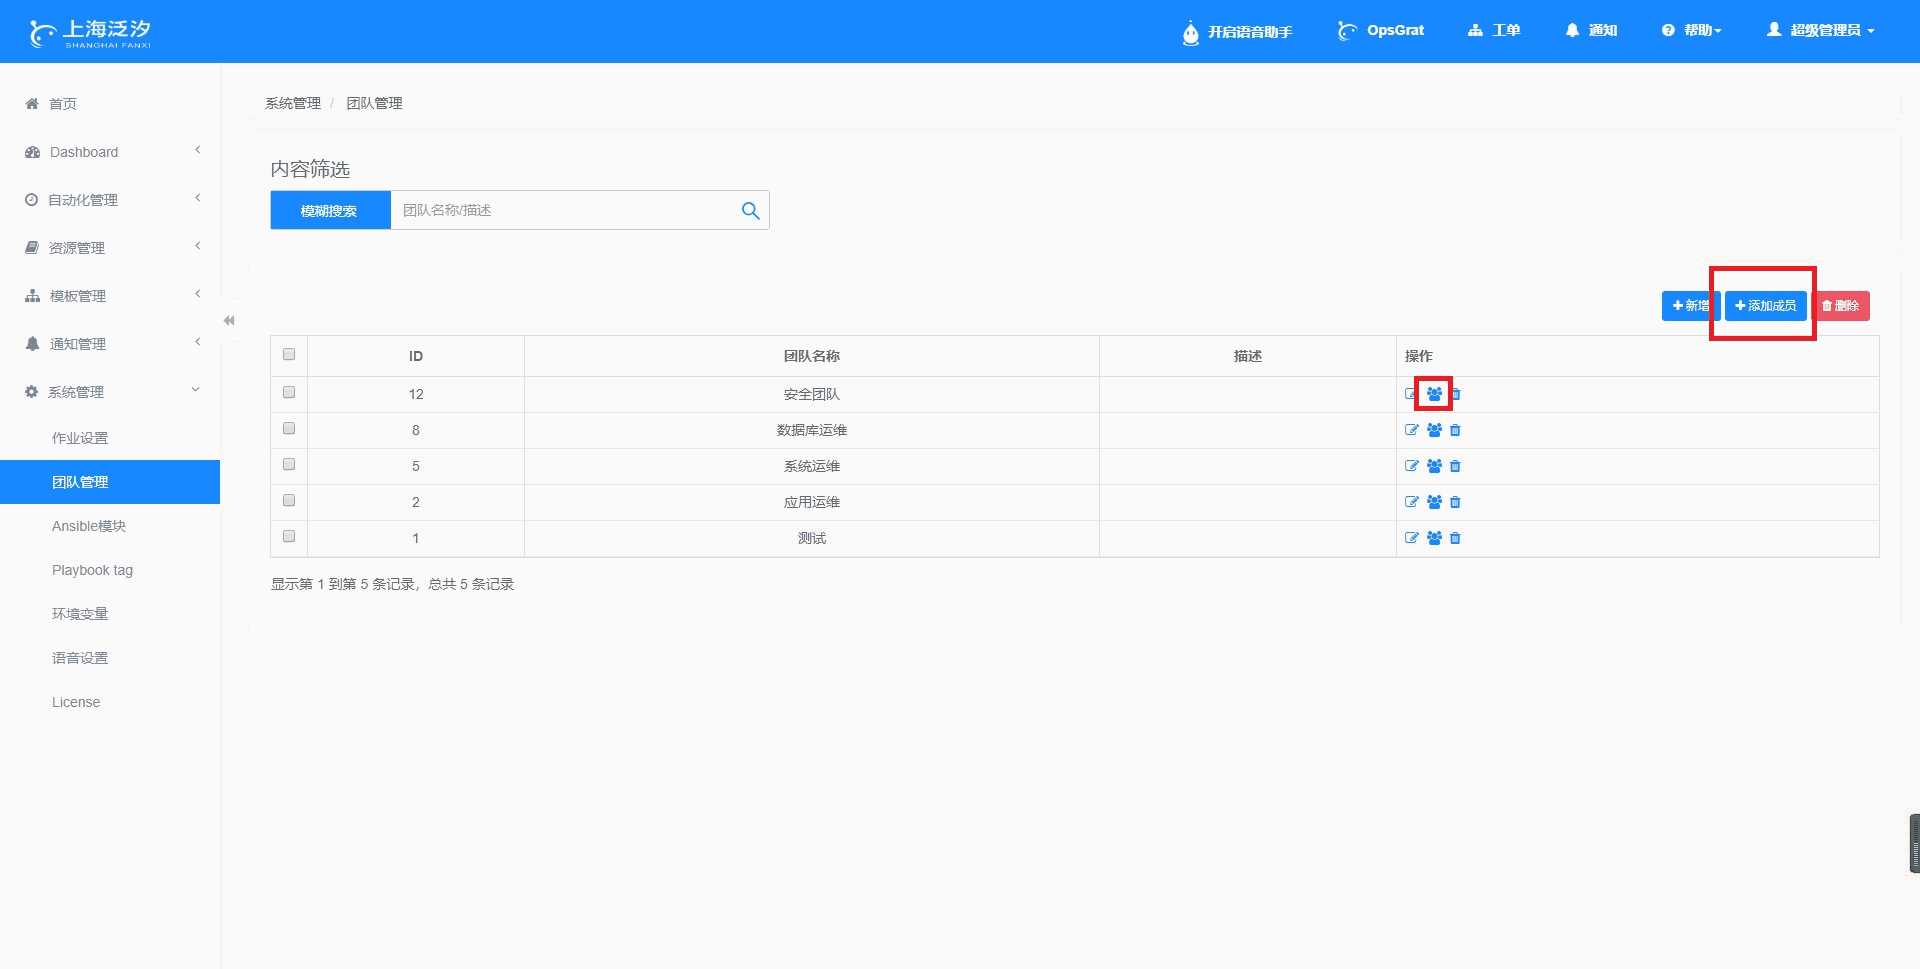 上海泛汐
SHANGHAI FANXI
开启语音助手
OpsGrat
工单
通知
帮助
超级管理员
首页
Dashboard
自动化管理
资源管理
模板管理
通知管理
系统管理
作业设置
团队管理
Ansible模块
Playbook tag
环境变量
语音设置
License
系统管理 / 团队管理
内容筛选
模糊搜索 团队名称/描述
新增 添加成员 删除
ID 团队名称 描述 操作
12 安全团队
8 数据库运维
5 系统运维
2 应用运维
1 测试
显示第 1 到第 5 条记录，总共 5 条记录